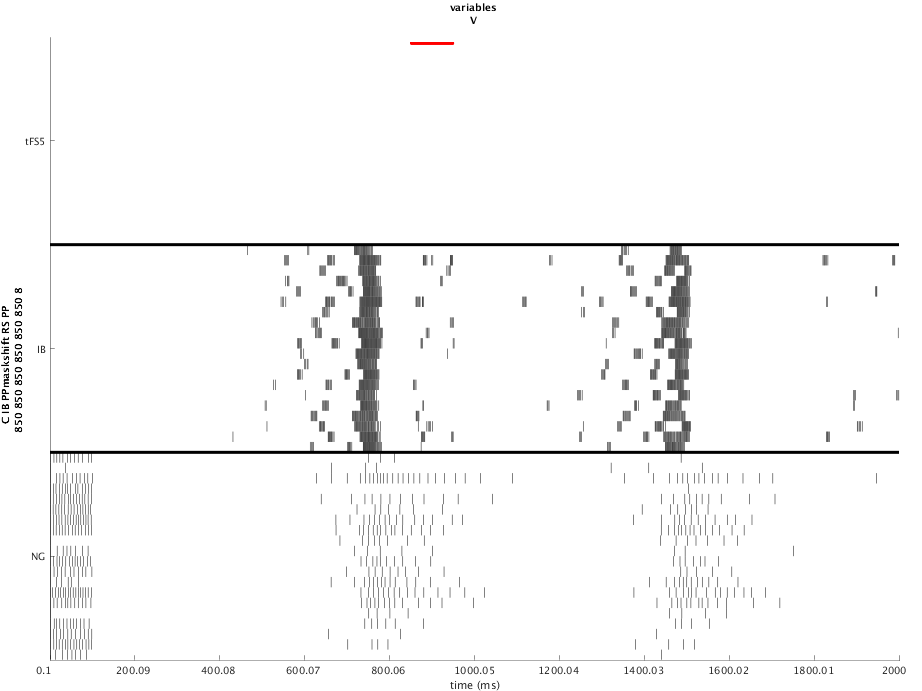 variables
V
tFS5
C IB PPmaskshift RS PP
850 850 850 850 850 850 8
IB
NG
0.1 200.09 400.08 600.07 800.06 1000.05 1200.04 1400.03 1600.02 1800.01 2000
time (ms)